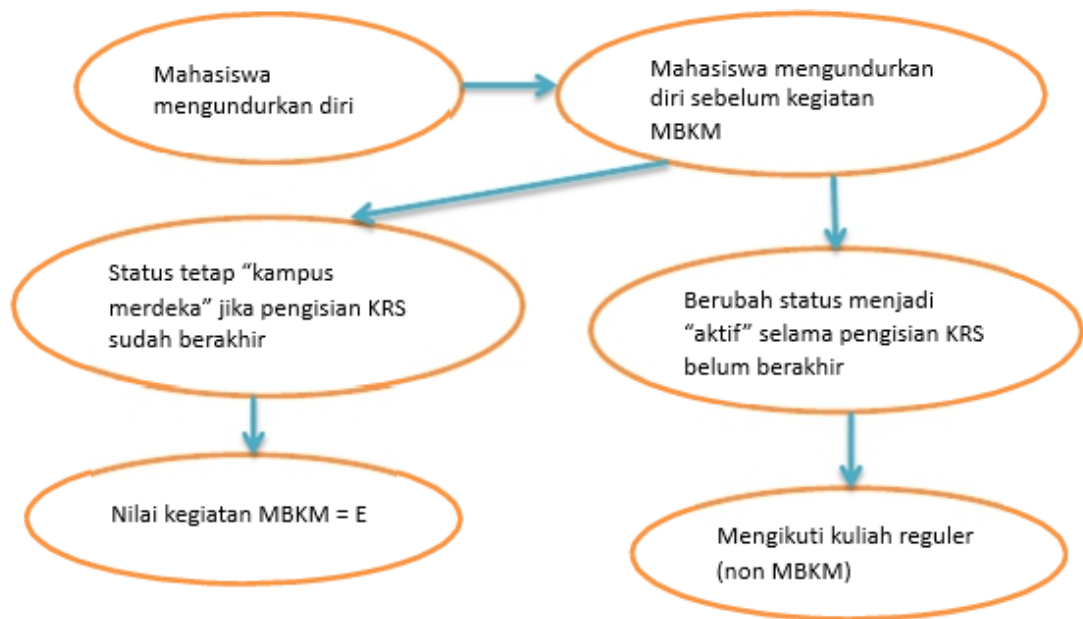 Mahasiswa
mengundurkan diri
Mahasiswa mengundurkan
diri sebelum kegiatan
MBKM
Status tetap “kampus
merdeka” jika pengisian KRS
sudah berakhir
Berubah status menjadi
“aktif” selama pengisian KRS
belum berakhir
Nilai kegiatan MBKM = E
Mengikuti kuliah reguler
(non MBKM)